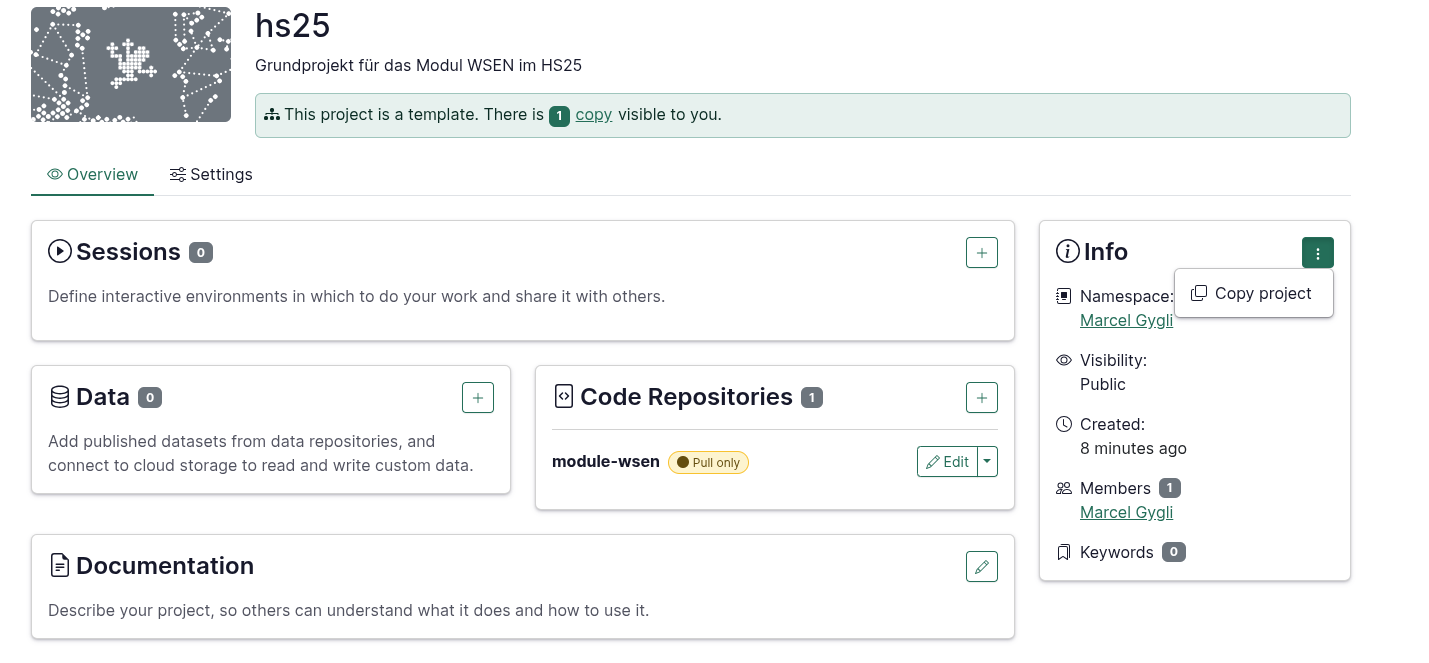 hs25
Grundprojekt für das Modul WSEN im HS25
This project is a template. There is 1 copy visible to you.
Overview
Settings
Sessions 0
Define interactive environments in which to do your work and share it with others.
Data 0
Add published datasets from data repositories, and
connect to cloud storage to read and write custom data.
Code Repositories 1
module-wsen Pull only Edit
Documentation
Describe your project, so others can understand what it does and how to use it.
Info
Copy project
Namespace:
Marcel Gygli
Visibility:
Public
Created:
8 minutes ago
Members 1
Marcel Gygli
Keywords 0